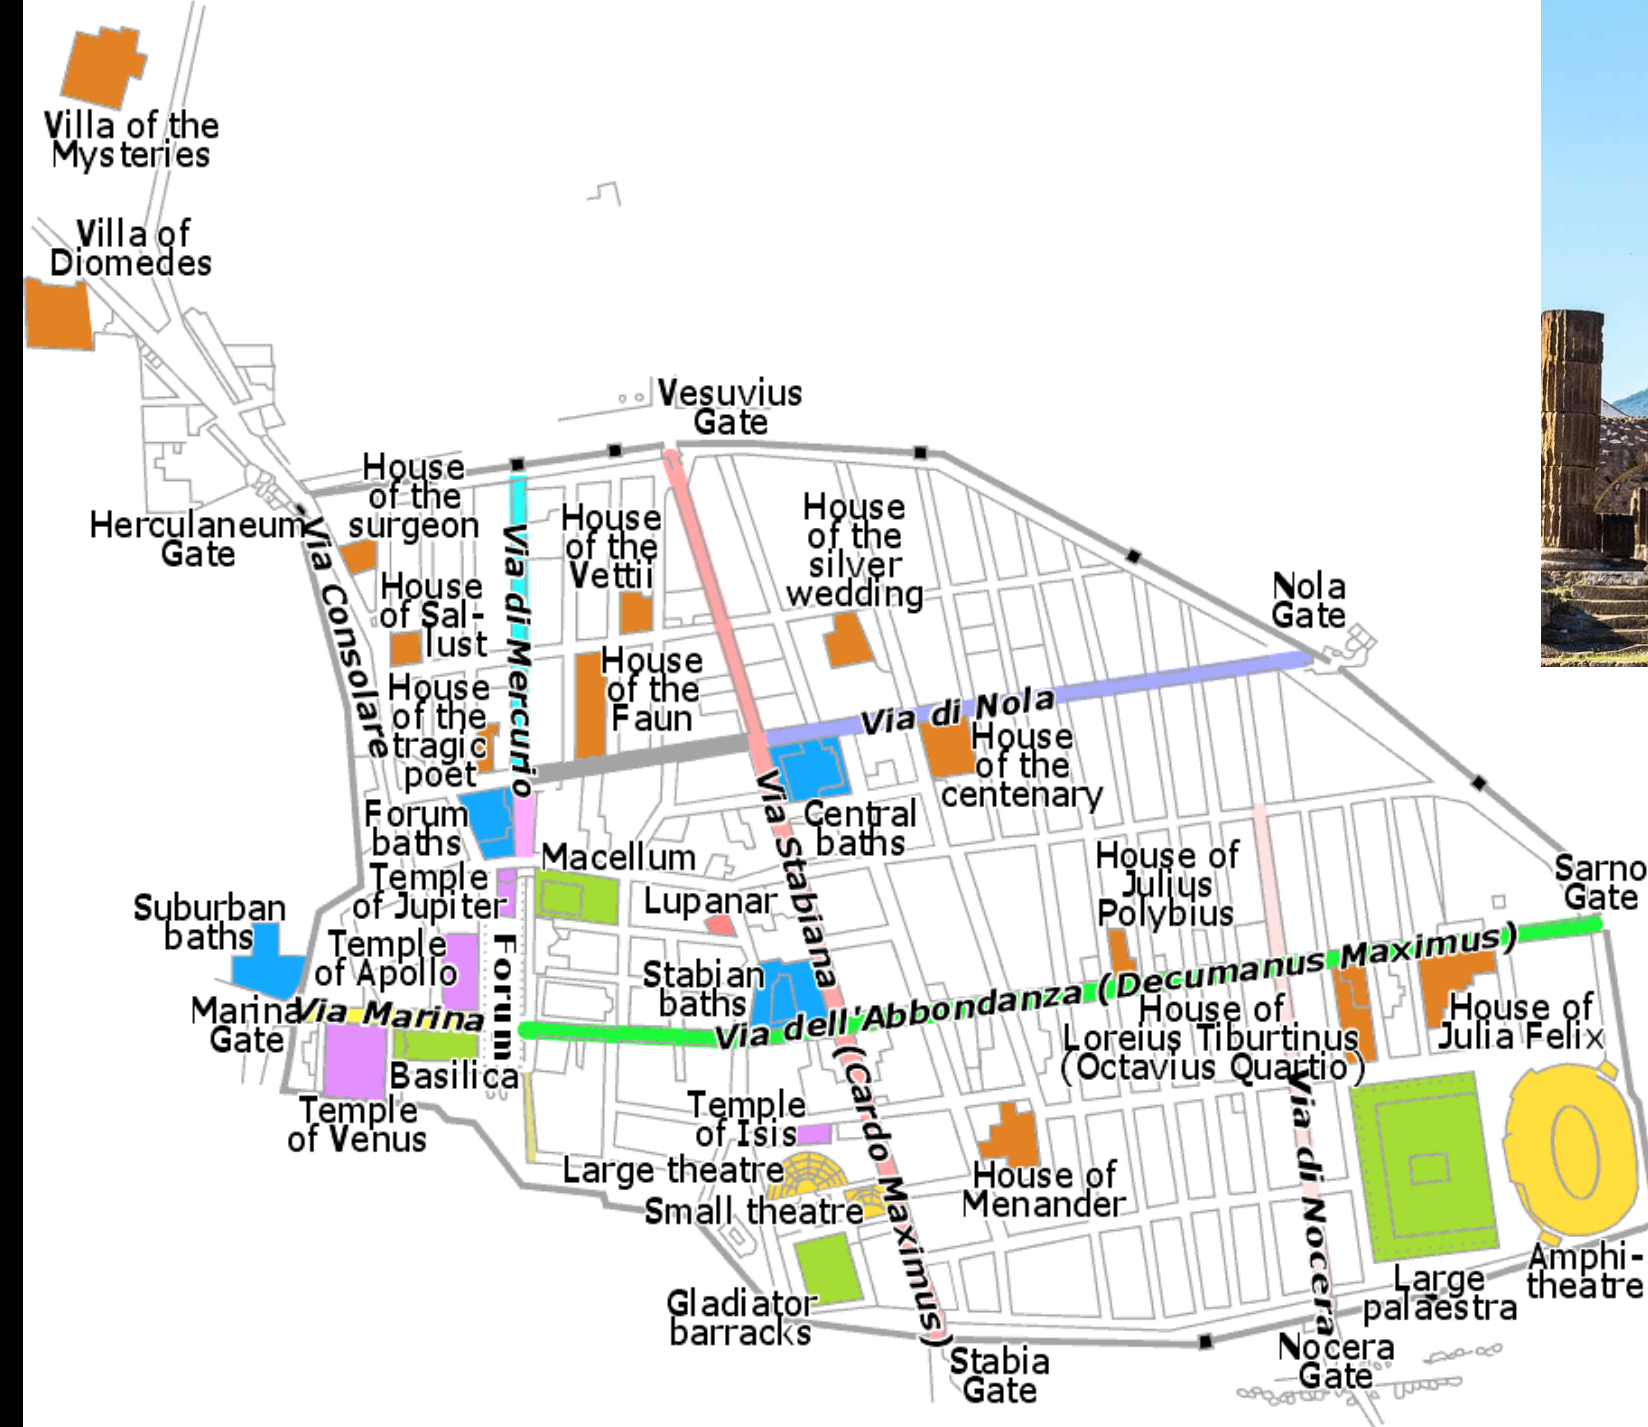 Villa of the
Mysteries
Villa of
Diomedes
Vesuvius
Gate
House
of the
surgeon
Herculaneum
Gate
Via Consolare
House
of Sal-
lust
House
of the
tragic
poet
Via di Mercurio
House
of the
Vettii
House
of the
Faun
House
of the
silver
wedding
Nola
Gate
Via di Nola
House
of the
centenary
Forum
baths
Central
baths
Macellum
Temple
of Jupiter
Lupanar
Via Stabiana (Cardo Maximus)
House of
Julius
Polybius
Sarno
Gate
Suburban
baths
Temple
of Apollo
Forum
Stabian
baths
Marina
Gate
Via Marina
Via dell'Abbondanza (Decumanus Maximus)
House of
Loreius Tiburtinus
(Octavius Quartio)
House of
Julia Felix
Basilica
Temple
of Venus
Temple
of Isis
Large theatre
Small theatre
House of
Menander
Via di Nocera
Gladiator
barracks
Large
palaestra
Amphi-
theatre
Stabia
Gate
Nocera
Gate